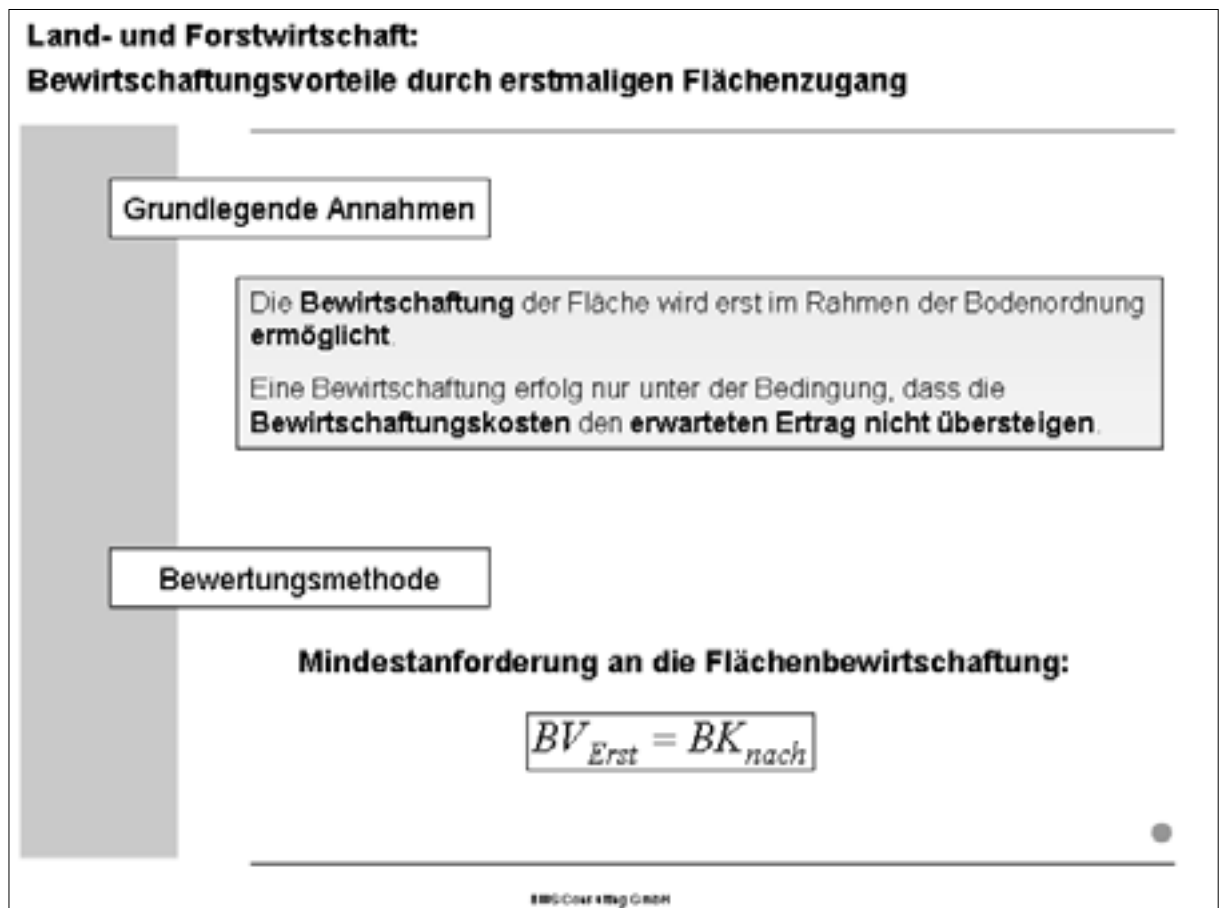 Land- und Forstwirtschaft:
Bewirtschaftungsvorteile durch erstmaligen Flächenzugang
Grundlegende Annahmen
Die Bewirtschaftung der Fläche wird erst im Rahmen der Bodenordnung
ermöglicht.
Eine Bewirtschaftung erfolg nur unter der Bedingung, dass die
Bewirtschaftungskosten den erwarteten Ertrag nicht übersteigen.
Bewertungsmethode
Mindestanforderung an die Flächenbewirtschaftung:
BV_Erst = BK_nach
GmbH